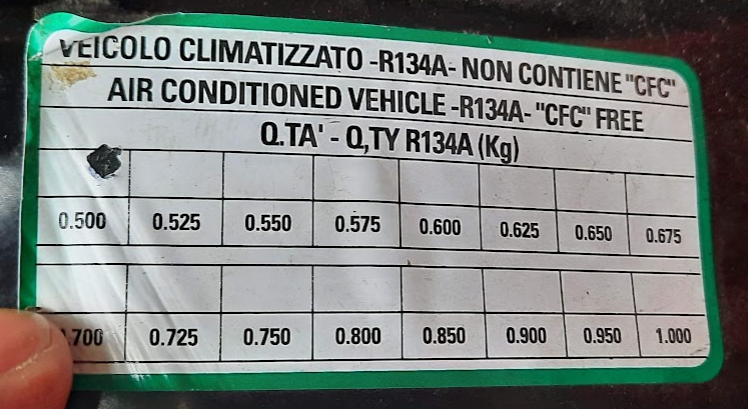 VEICOLO CLIMATIZZATO -R134A- NON CONTIENE "CFC"
AIR CONDITIONED VEHICLE -R134A- "CFC" FREE
Q.TA' - Q,TY R134A (Kg)
0.500 0.525 0.550 0.575 0.600 0.625 0.650 0.675
.700 0.725 0.750 0.800 0.850 0.900 0.950 1.000